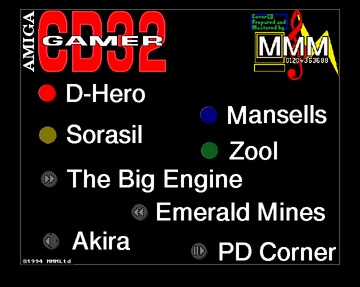 AMIGA
CD32
GAMER
Cover CD
Prepared and
Mastered by
MMM
D-Hero
Mansells
Sorasil
Zool
The Big Engine
Emerald Mines
Akira
PD Corner
©1994 MMMLtd